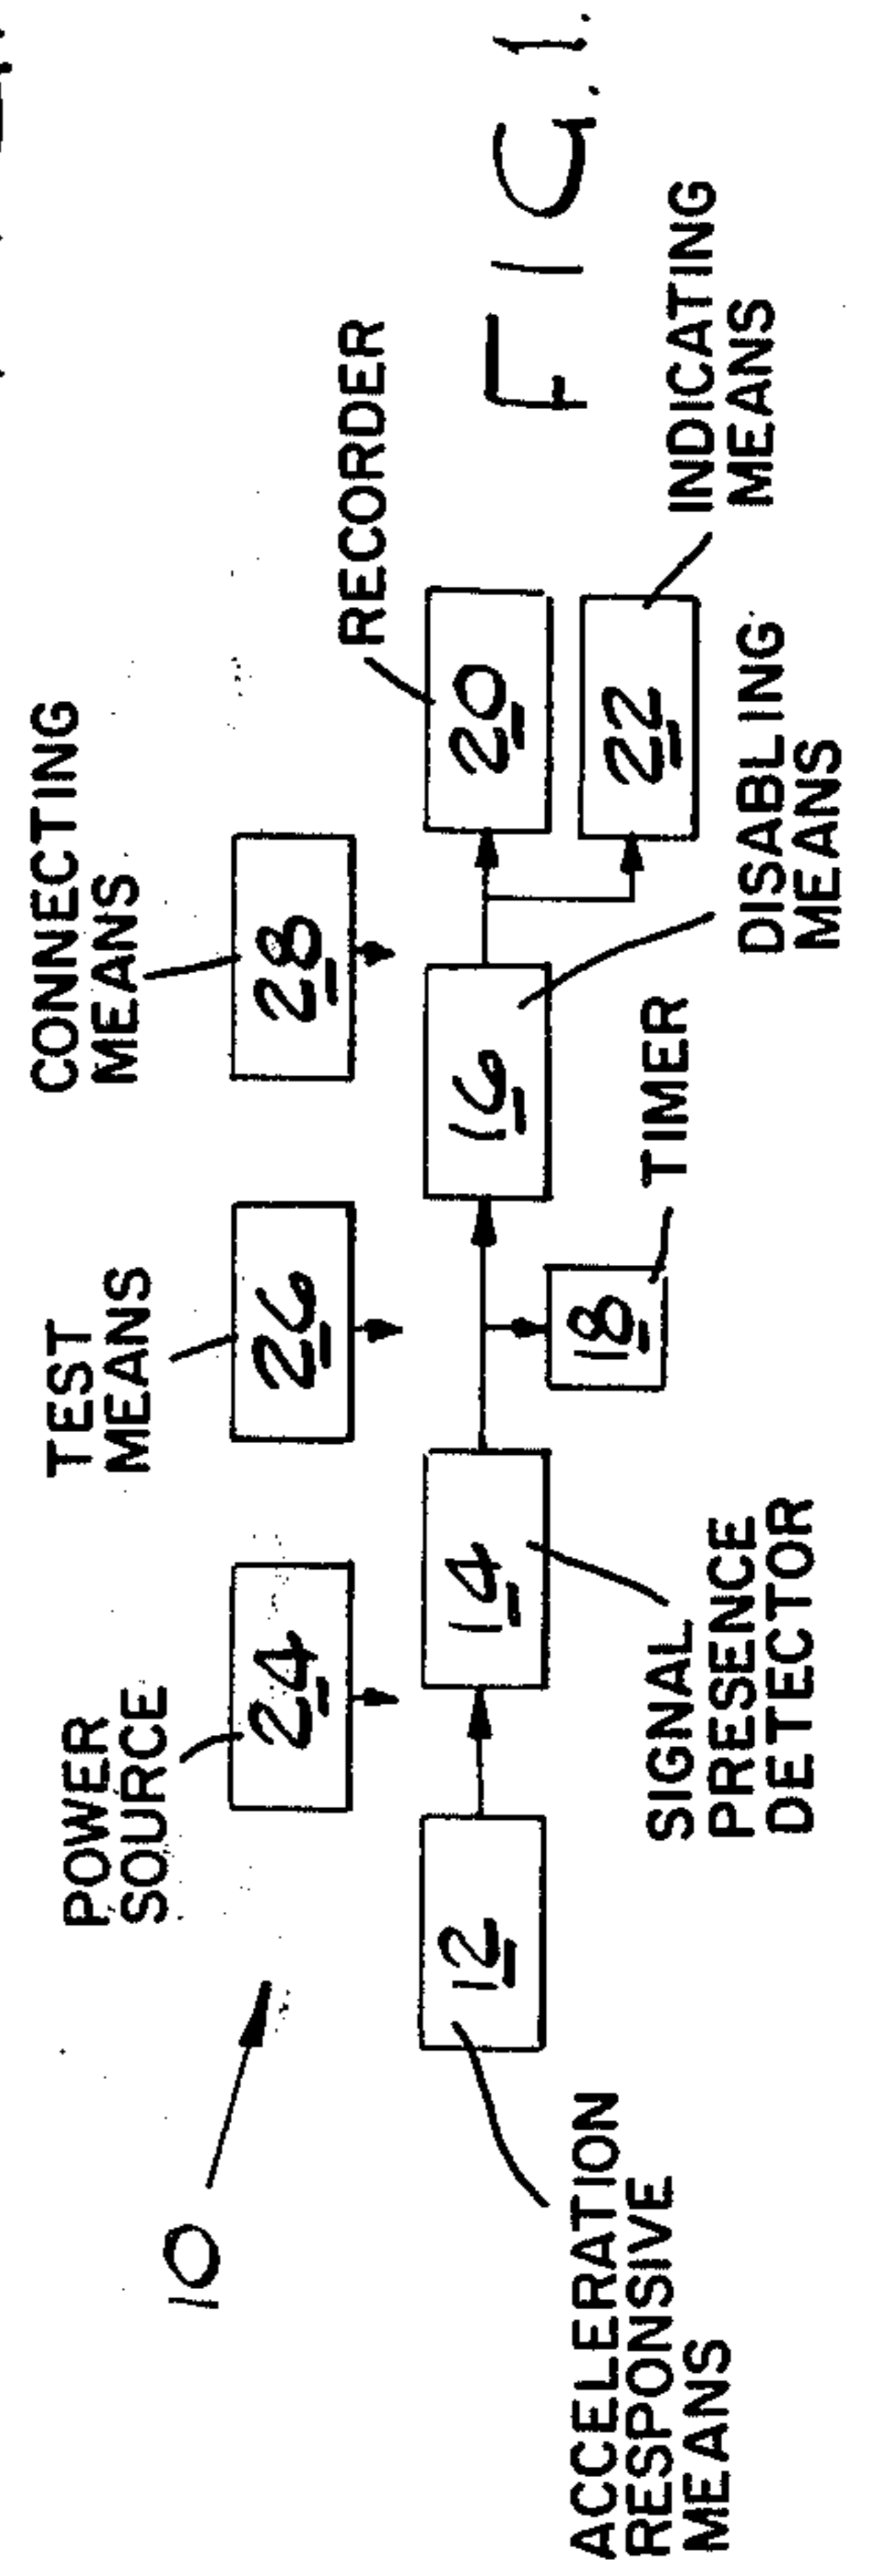 10
POWER
SOURCE
TEST
MEANS
CONNECTING
MEANS
24
26
28
RECORDER
12
14
16
20
18
22
ACCELERATION
RESPONSIVE
MEANS
SIGNAL
PRESENCE
DETECTOR
TIMER
DISABLING
MEANS
INDICATING
MEANS
FIG. 1.